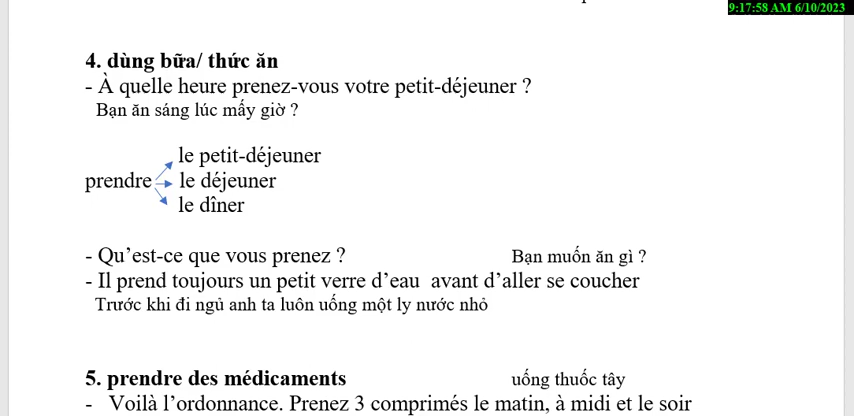 9:17:58 AM 6/10/2023
4. dùng bữa/ thức ăn
- À quelle heure prenez-vous votre petit-déjeuner ?
Bạn ăn sáng lúc mấy giờ ?
le petit-déjeuner
prendre le déjeuner
le dîner
- Qu’est-ce que vous prenez ? Bạn muốn ăn gì ?
- Il prend toujours un petit verre d’eau avant d’aller se coucher
Trước khi đi ngủ anh ta luôn uống một ly nước nhỏ
5. prendre des médicaments uống thuốc tây
- Voilà l’ordonnance. Prenez 3 comprimés le matin, à midi et le soir